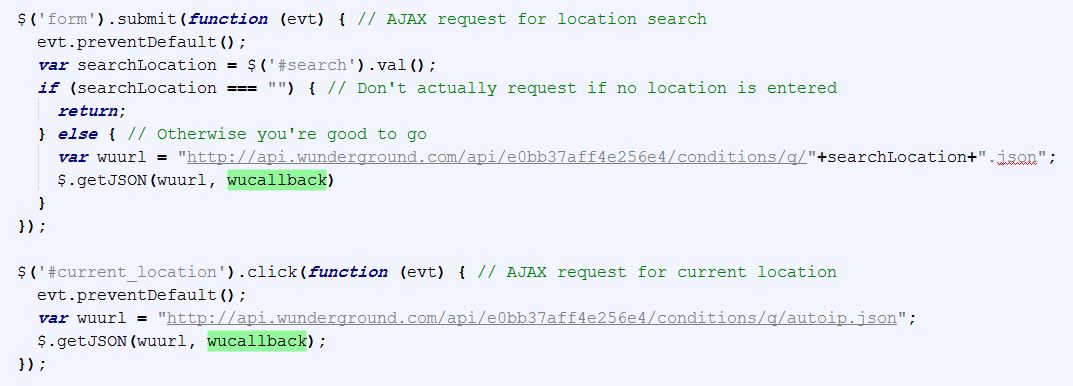 $('form').submit(function (evt) { // AJAX request for location search
evt.preventDefault();
var searchLocation = $('#search').val();
if (searchLocation === "") { // Don't actually request if no location is entered
return;
} else { // Otherwise you're good to go
var wuurl = "http://api.wunderground.com/api/e0bb37aff4e256e4/conditions/q/"+searchLocation+".json";
$.getJSON(wuurl, wucallback)
}
});
$('#current_location').click(function (evt) { // AJAX request for current location
evt.preventDefault();
var wuurl = "http://api.wunderground.com/api/e0bb37aff4e256e4/conditions/q/autoip.json";
$.getJSON(wuurl, wucallback);
});